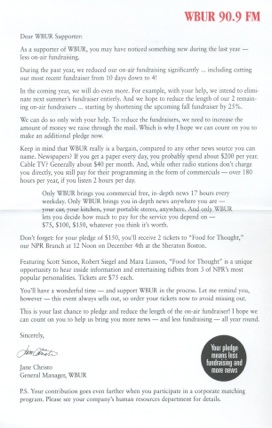 WBUR 90.9 FM
Dear WBUR Supporter:
As a supporter of WBUR, you may have noticed something new during the last year —
less on-air fundraising.
During the past year, we reduced our on-air fundraising significantly ... including cutting
our most recent fundraiser from 10 days down to 4!
In the coming year, we will do even more. For example, with your help, we intend to elimi-
nate next summer's fundraiser entirely. And we hope to reduce the length of our 2 remain-
ing on-air fundraisers ... starting by shortening the upcoming fall fundraiser by 25%.
We can do so only with your help. To reduce the fundraisers, we need to increase the
amount of money we raise through the mail. Which is why I hope we can count on you to
make an additional pledge now.
Keep in mind that WBUR really is a bargain, compared to any other news source you can
name. Newspapers? If you get a paper every day, you probably spend about $200 per year.
Cable TV? Generally about $40 per month. And, while other radio stations don't charge
you directly, you still pay for their programming in the form of commercials — over 180
hours per year, if you listen 2 hours per day.
Only WBUR brings you commercial free, in-depth news 17 hours every
weekday. Only WBUR brings you in-depth news anywhere you are —
your car, your kitchen, your portable stereo, anywhere. And only WBUR
lets you decide how much to pay for the service you depend on —
$75, $100, $150, whatever you think it's worth.
Don't forget: for your pledge of $150, you'll receive 2 tickets to "Food for Thought,"
our NPR Brunch at 12 Noon on December 4th at the Sheraton Boston.
Featuring Scott Simon, Robert Siegel and Mara Liasson, "Food for Thought" is a unique
opportunity to hear inside information and entertaining tidbits from 3 of NPR's most
popular personalities. Tickets are $75 each.
You'll have a wonderful time — and support WBUR in the process. Let me remind you,
however — this event always sells out, so order your tickets now to avoid missing out.
This is your last chance to pledge and reduce the length of the on-air fundraiser! I hope we
can count on you to help us bring you more news — and less fundraising — all year round.
Sincerely,
Jane Christo
Jane Christo
General Manager, WBUR
Your pledge
means less
fundraising and
more news
P.S. Your contribution goes even farther when you participate in a corporate matching
program. Please see your company's human resources department for details.